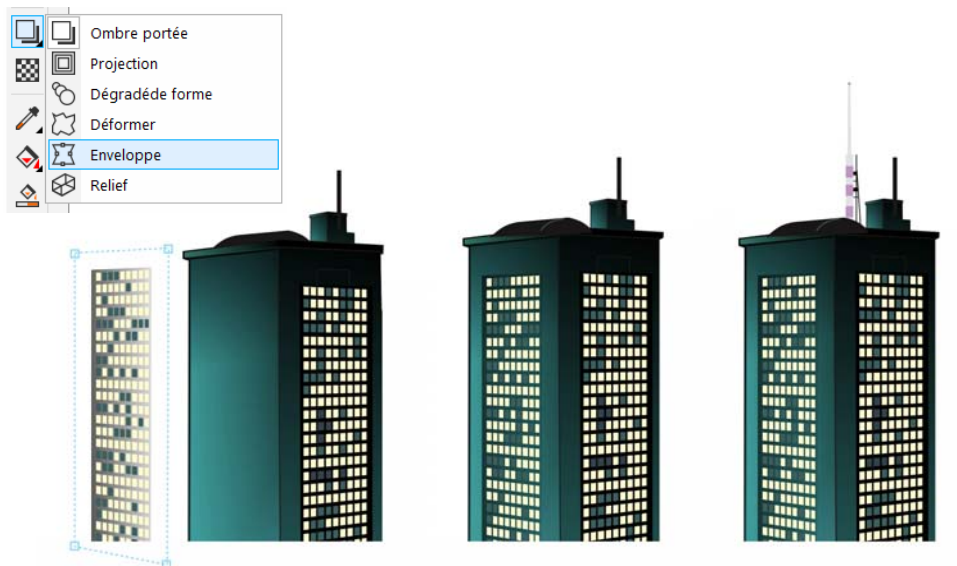 Ombre portée
Projection
Dégradéde forme
Déformer
Enveloppe
Relief